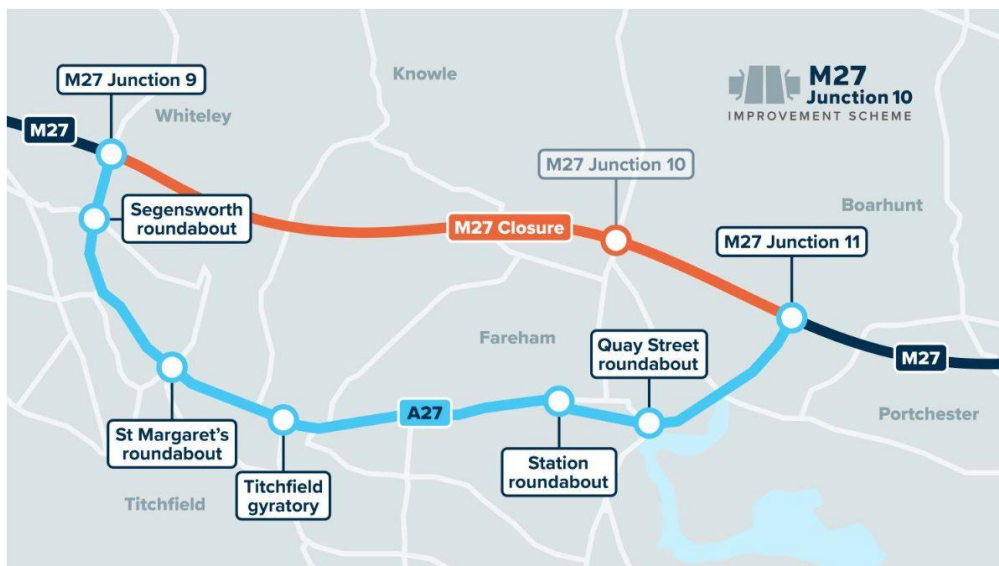 M27 Junction 9
Knowle
M27
Junction 10
IMPROVEMENT SCHEME
Whiteley
M27
M27 Junction 10
Segensworth
roundabout
Boarhunt
M27 Closure
M27 Junction 11
Fareham
Quay Street
roundabout
M27
A27
Portchester
St Margaret's
roundabout
Station
roundabout
Titchfield
Titchfield
gyratory